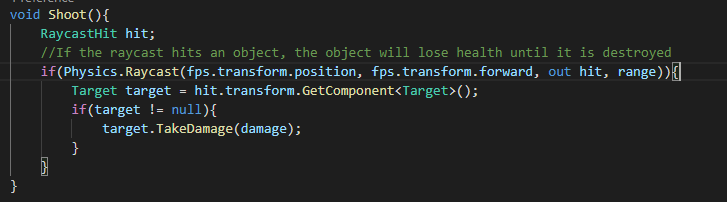 void Shoot(){
    RaycastHit hit;
    //If the raycast hits an object, the object will lose health until it is destroyed
    if(Physics.Raycast(fps.transform.position, fps.transform.forward, out hit, range)){
        Target target = hit.transform.GetComponent<Target>();
        if(target != null){
            target.TakeDamage(damage);
        }
    }
}